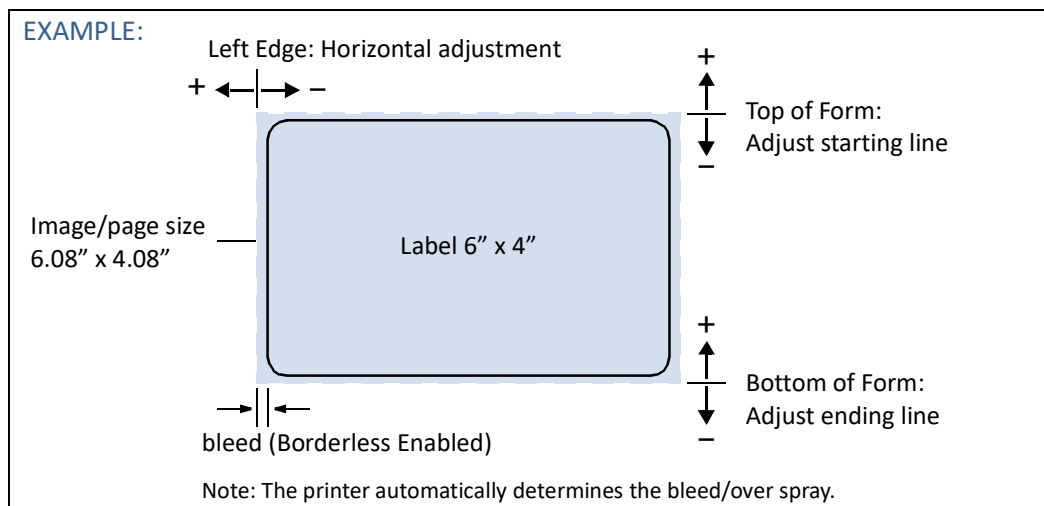 EXAMPLE:
Left Edge: Horizontal adjustment
+ −
+
Top of Form:
Adjust starting line
−
Image/page size
6.08” x 4.08”
Label 6” x 4”
+
Bottom of Form:
Adjust ending line
−
bleed (Borderless Enabled)
Note: The printer automatically determines the bleed/over spray.